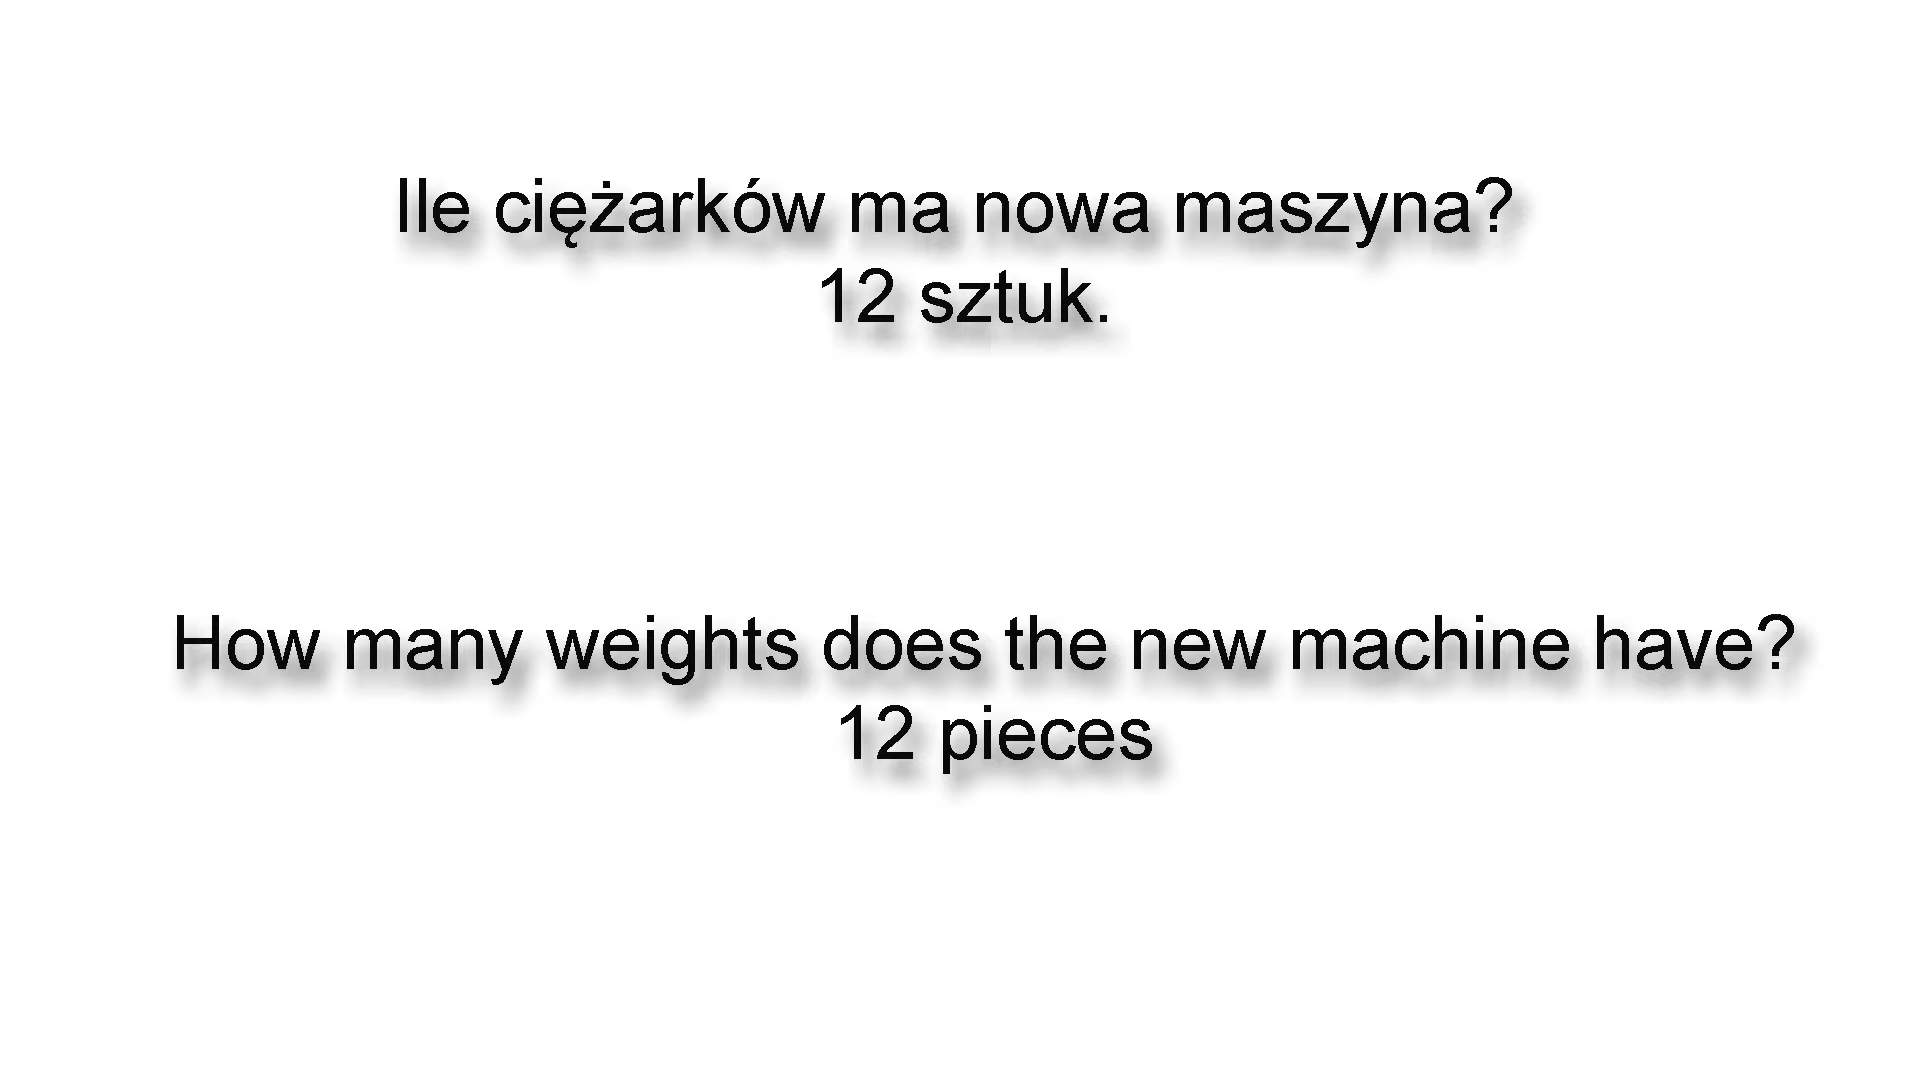 Ile ciężarków ma nowa maszyna?
12 sztuk.
How many weights does the new machine have?
12 pieces